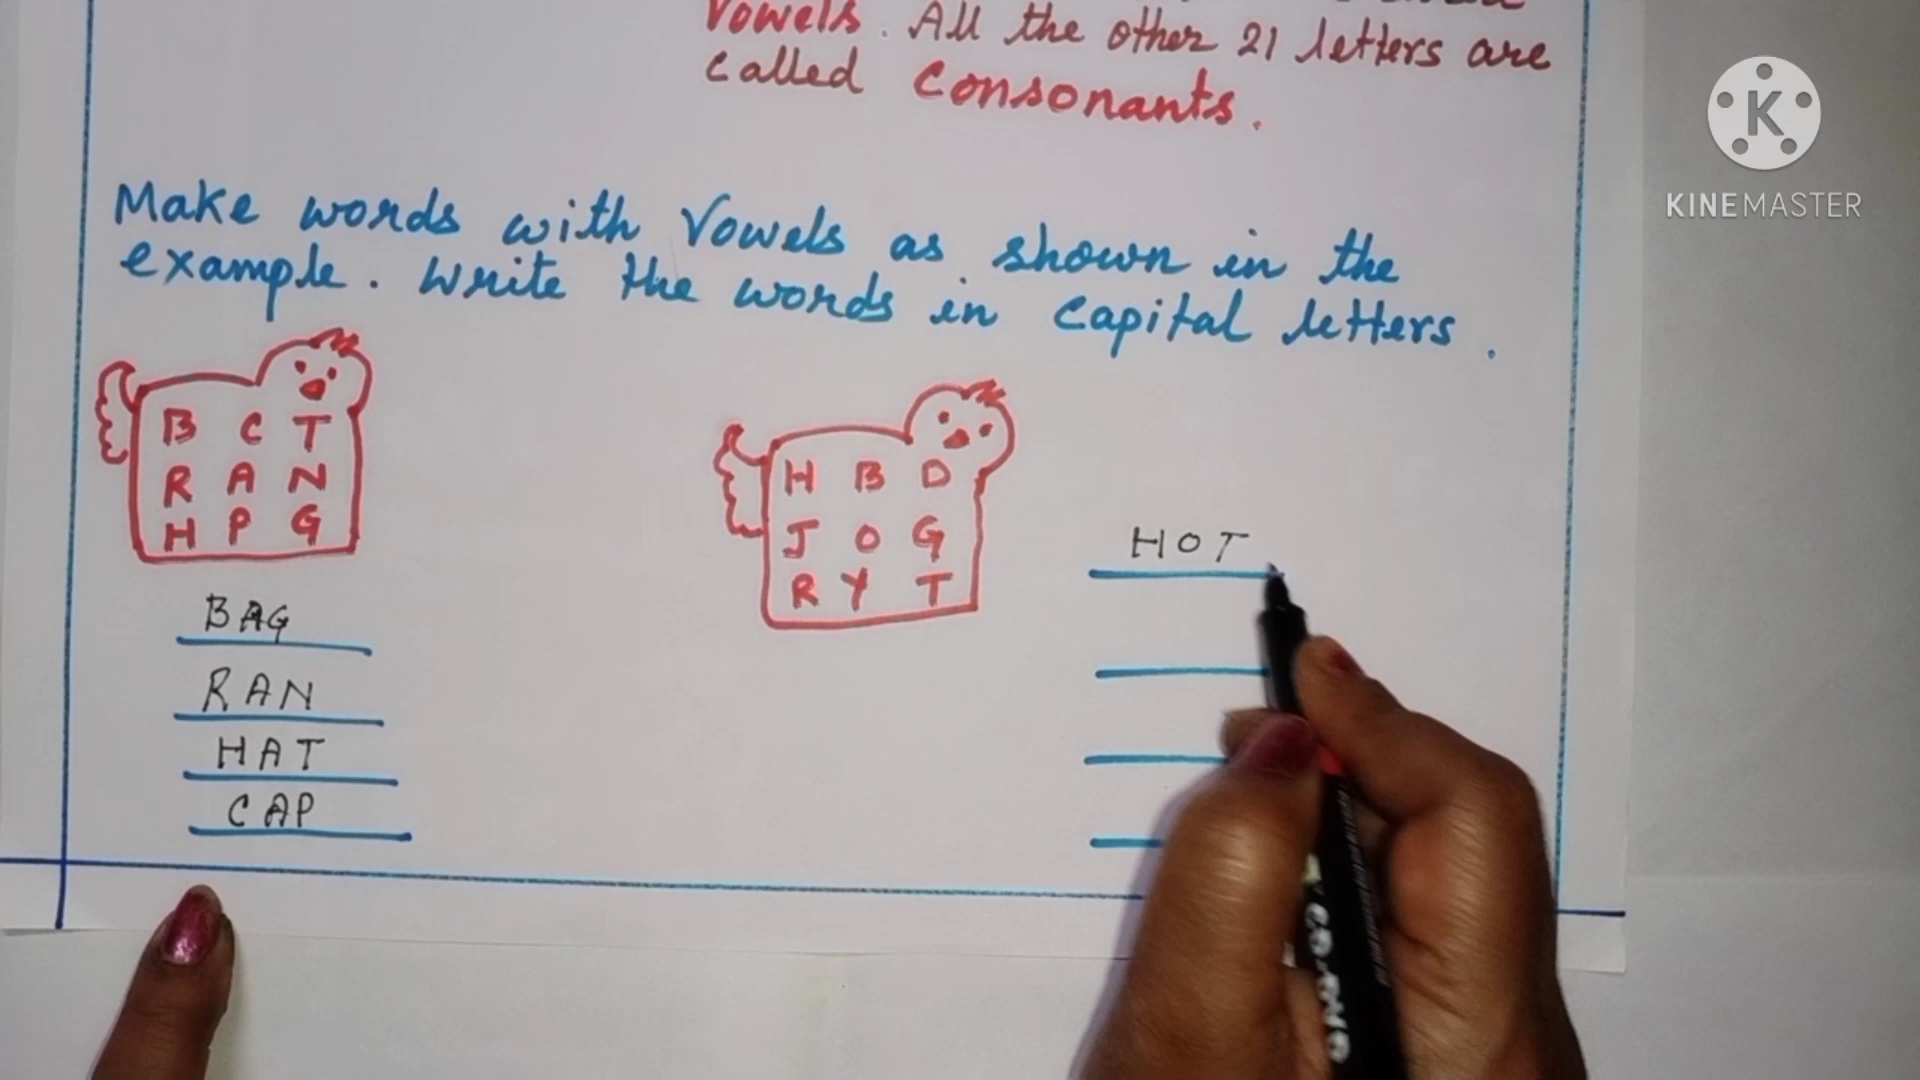 Vowels. All the other 21 letters are
called Consonants.
K
KINEMASTER
Make words with Vowels as shown in the
example. Write the words in capital letters.
B C T
R A N
H P G
H B D
J O G
R Y T
HOT
BAG
RAN
HAT
CAP